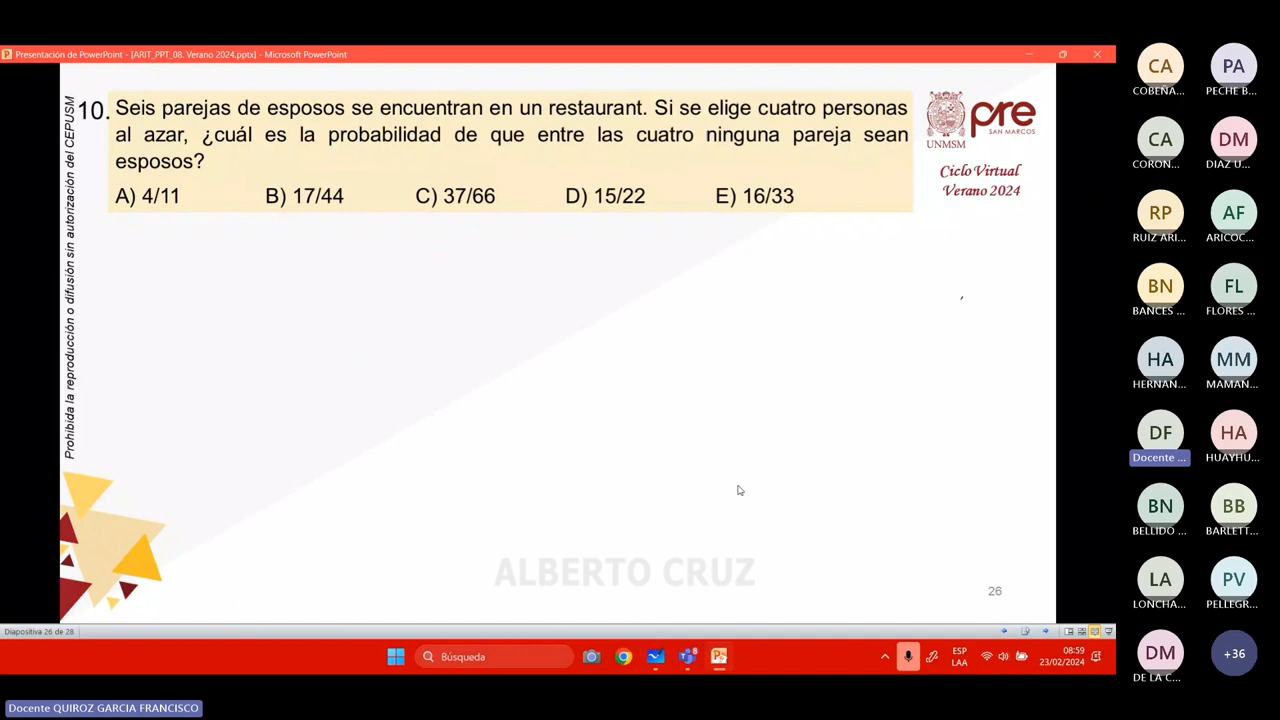 Presentación de PowerPoint - [ARIT_PPT_08. Verano 2024.pptx] - Microsoft PowerPoint
Prohibida la reproducción o difusión sin autorización del CEPUSM
10. Seis parejas de esposos se encuentran en un restaurant. Si se elige cuatro personas
al azar, ¿cuál es la probabilidad de que entre las cuatro ninguna pareja sean
esposos?
A) 4/11 B) 17/44 C) 37/66 D) 15/22 E) 16/33
UNMSM
pre
SAN MARCOS
Ciclo Virtual
Verano 2024
ALBERTO CRUZ
26
Diapositiva 26 de 28
Búsqueda
8
ESP
LAA
08:59
23/02/2024
CA PA
COBEÑA... PECHE B...
CA DM
CORON... DIAZ U...
RP AF
RUIZ ARI... ARICOC...
BN FL
BANCES ... FLORES ...
HA MM
HERNAN... MAMAN...
DF HA
Docente ... HUAYHU...
BN BB
BELLIDO ... BARLETT...
LA PV
LONCHA... PELLEGR...
DM +36
DE LA C...
Docente QUIROZ GARCIA FRANCISCO